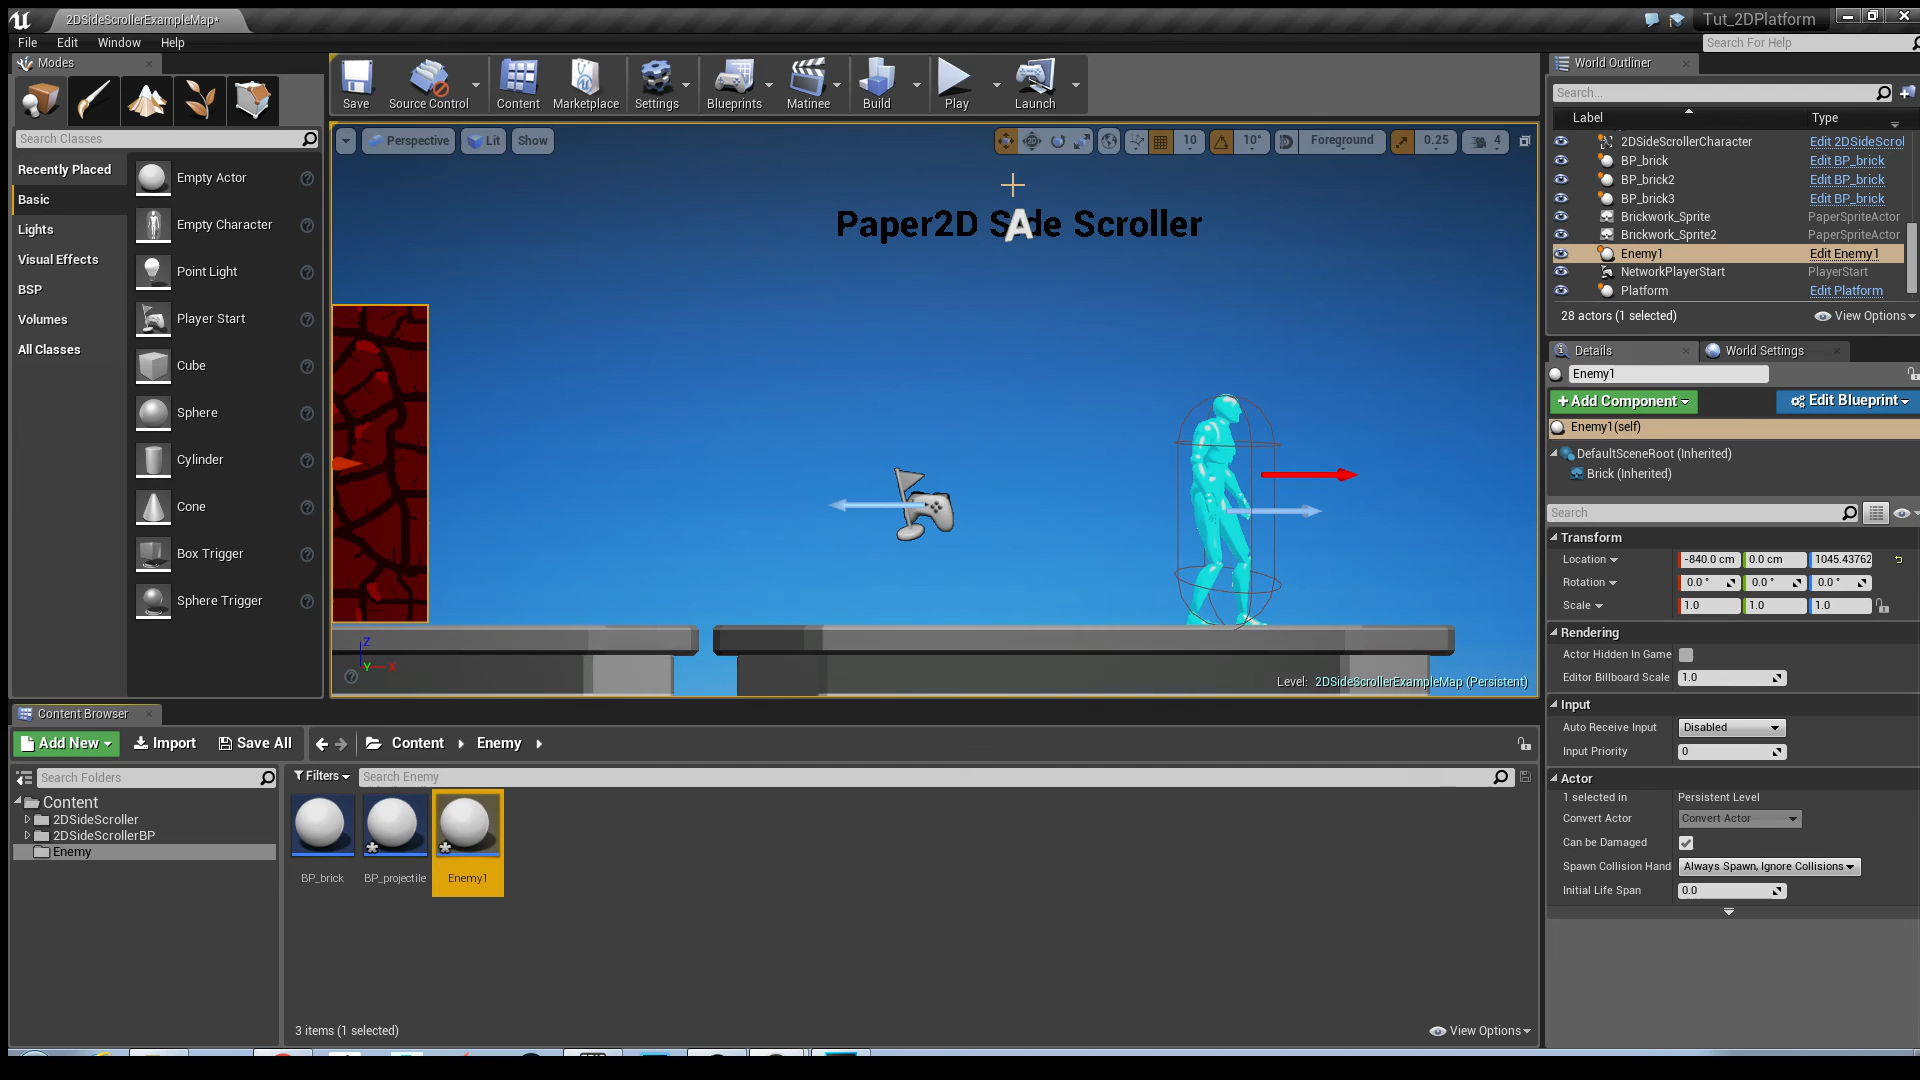 2DSideScrollerExampleMap*
Tut_2DPlatform
File Edit Window Help
Search For Help
Modes
Save
Source Control
Content
Marketplace
Settings
Blueprints
Matinee
Build
Play
Launch
Search Classes
Recently Placed
Basic
Lights
Visual Effects
BSP
Volumes
All Classes
Empty Actor
Empty Character
Point Light
Player Start
Cube
Sphere
Cylinder
Cone
Box Trigger
Sphere Trigger
Perspective
Lit
Show
10
10°
Foreground
0.25
4
Paper2D Side Scroller
A
Z
Y
X
Level: 2DSideScrollerExampleMap (Persistent)
World Outliner
Search...
Label Type
2DSideScrollerCharacter Edit 2DSideScrol
BP_brick Edit BP_brick
BP_brick2 Edit BP_brick
BP_brick3 Edit BP_brick
Brickwork_Sprite PaperSpriteActor
Brickwork_Sprite2 PaperSpriteActor
Enemy1 Edit Enemy1
NetworkPlayerStart PlayerStart
Platform Edit Platform
28 actors (1 selected)
View Options
Details
World Settings
Enemy1
+Add Component
Edit Blueprint
Enemy1(self)
DefaultSceneRoot (Inherited)
Brick (Inherited)
Search
Transform
Location -840.0 cm 0.0 cm 1045.43762
Rotation 0.0 ° 0.0 ° 0.0 °
Scale 1.0 1.0 1.0
Rendering
Actor Hidden In Game
Editor Billboard Scale 1.0
Input
Auto Receive Input Disabled
Input Priority 0
Actor
1 selected in Persistent Level
Convert Actor Convert Actor
Can be Damaged
Spawn Collision Hand Always Spawn, Ignore Collisions
Initial Life Span 0.0
Content Browser
Add New
Import
Save All
Content
Enemy
Search Folders
Filters
Search Enemy
Content
2DSideScroller
2DSideScrollerBP
Enemy
BP_brick
BP_projectile
Enemy1
3 items (1 selected)
View Options